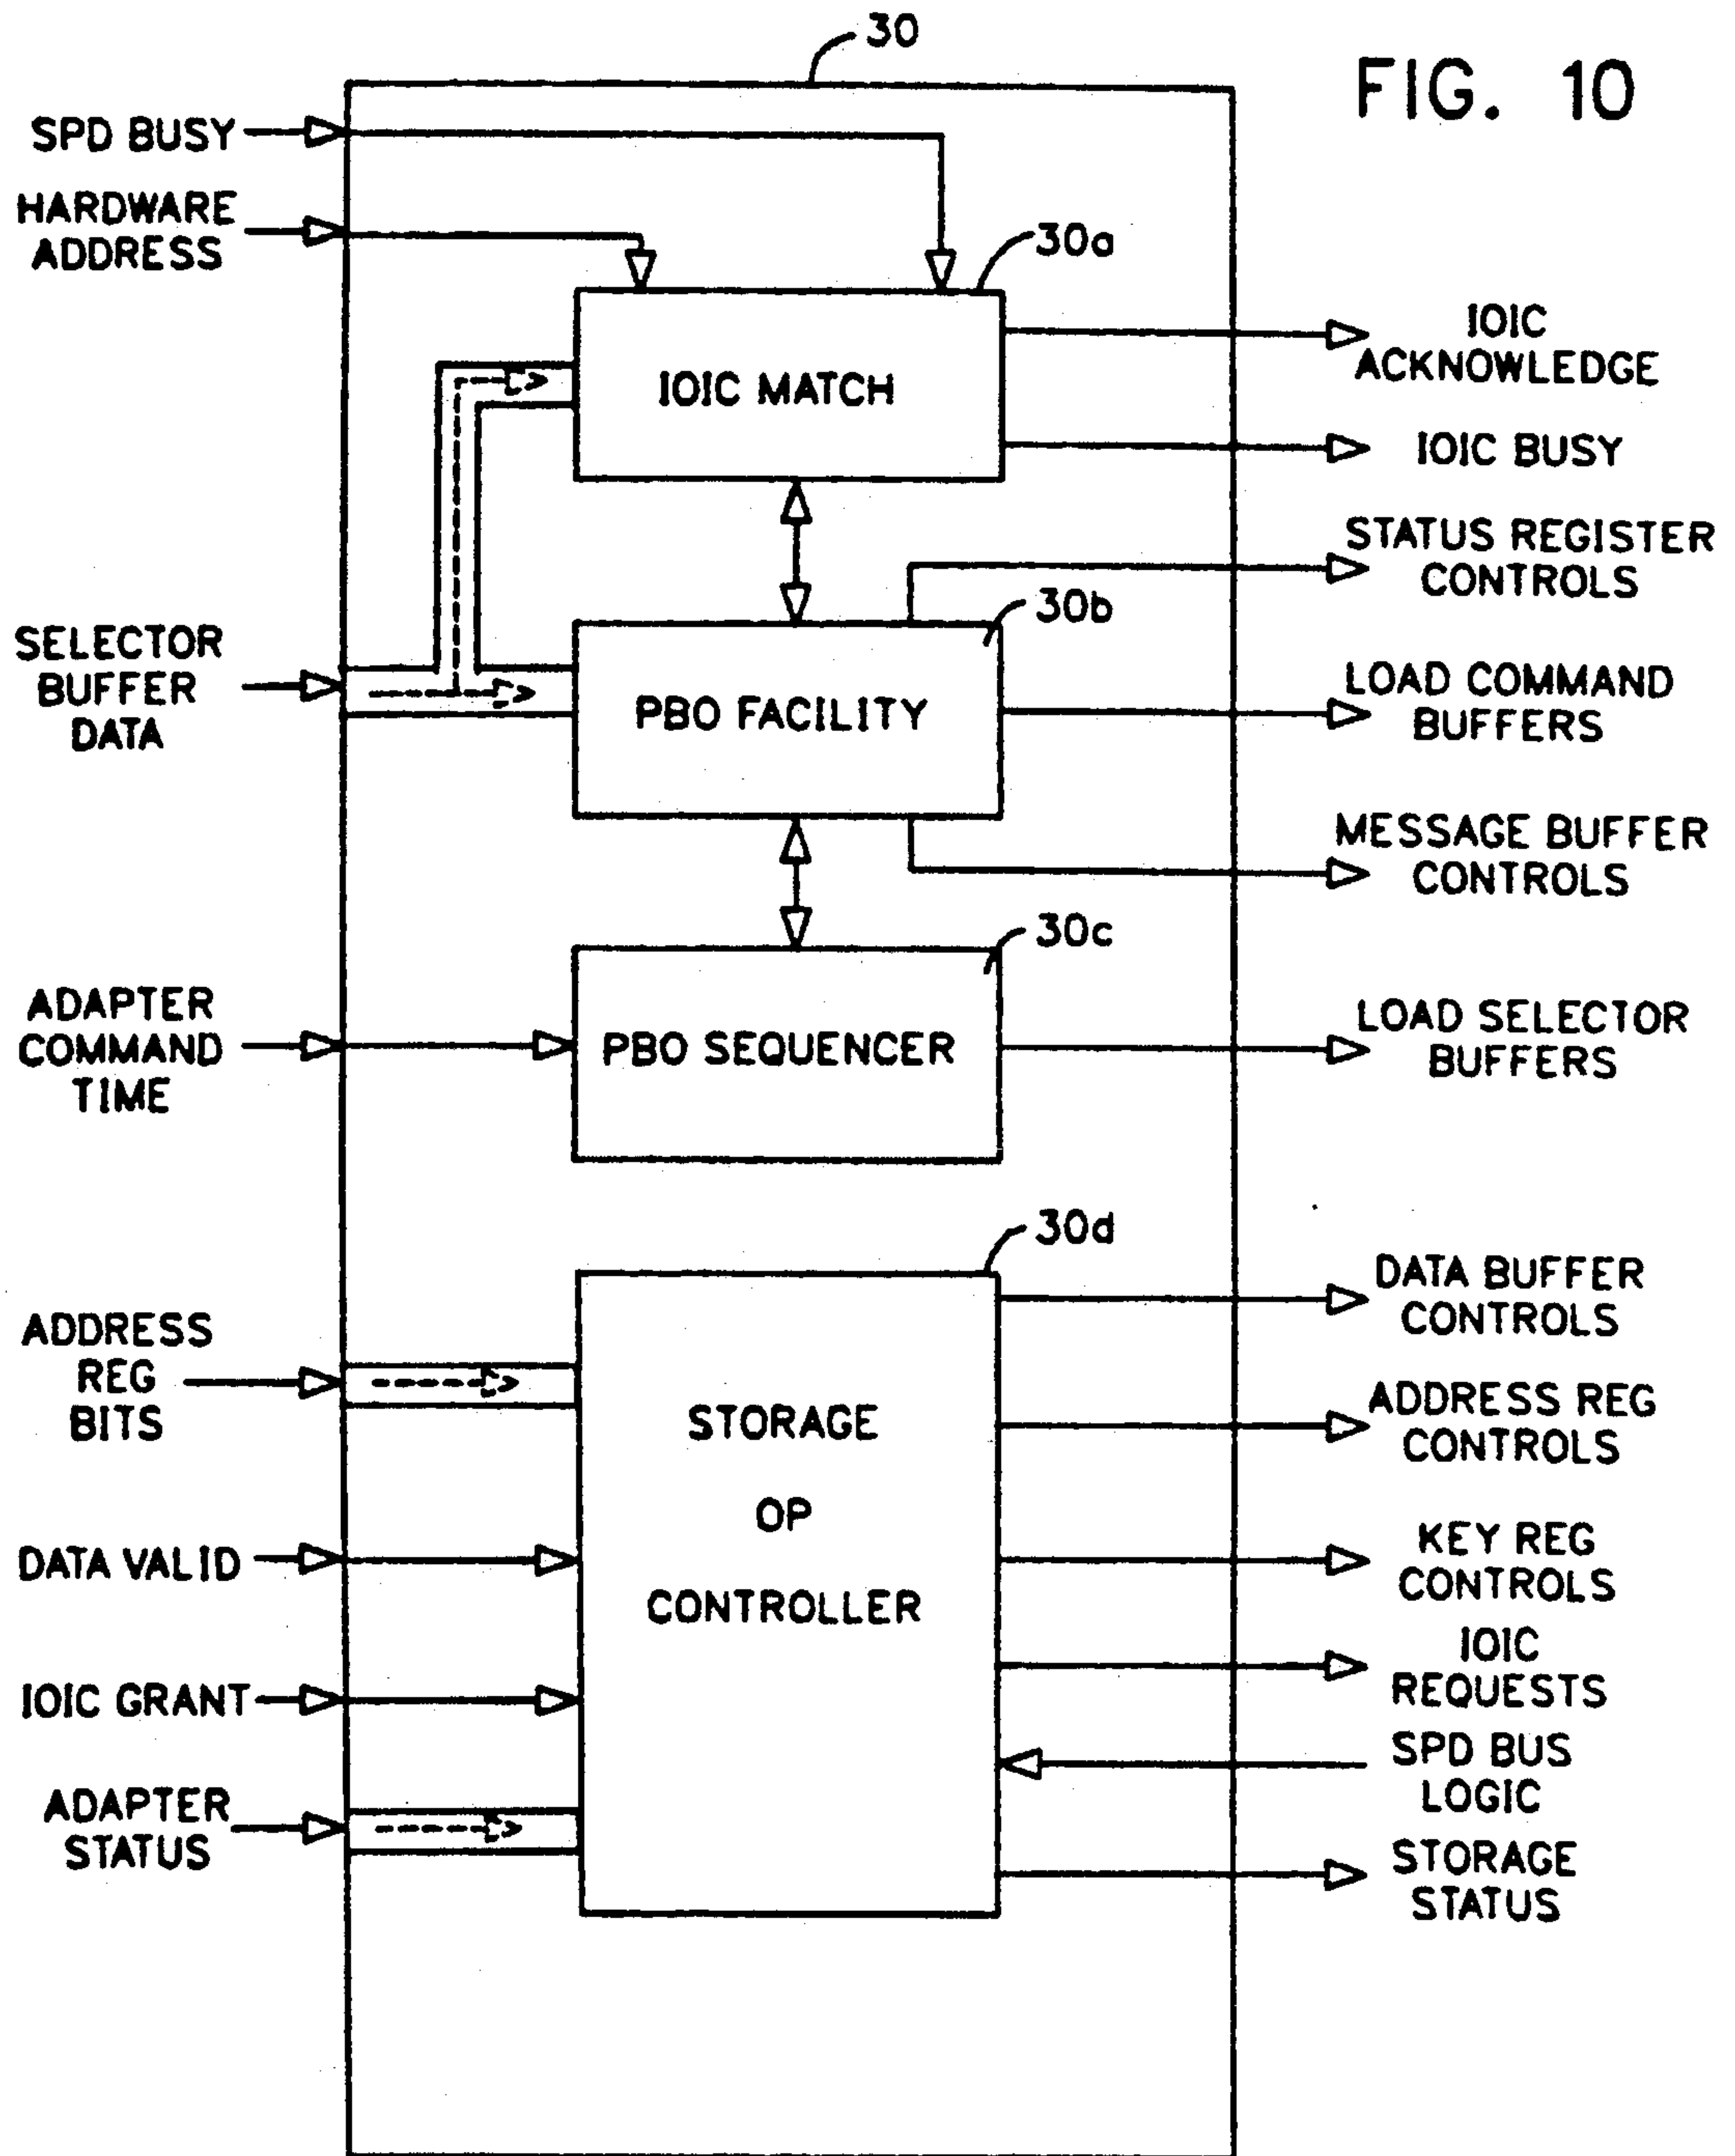 30
FIG. 10
SPD BUSY
HARDWARE
ADDRESS
30a
IOIC MATCH
IOIC
ACKNOWLEDGE
IOIC BUSY
STATUS REGISTER
CONTROLS
SELECTOR
BUFFER
DATA
30b
PBO FACILITY
LOAD COMMAND
BUFFERS
MESSAGE BUFFER
CONTROLS
30c
ADAPTER
COMMAND
TIME
PBO SEQUENCER
LOAD SELECTOR
BUFFERS
30d
ADDRESS
REG
BITS
STORAGE
OP
CONTROLLER
DATA VALID
IOIC GRANT
ADAPTER
STATUS
DATA BUFFER
CONTROLS
ADDRESS REG
CONTROLS
KEY REG
CONTROLS
IOIC
REQUESTS
SPD BUS
LOGIC
STORAGE
STATUS